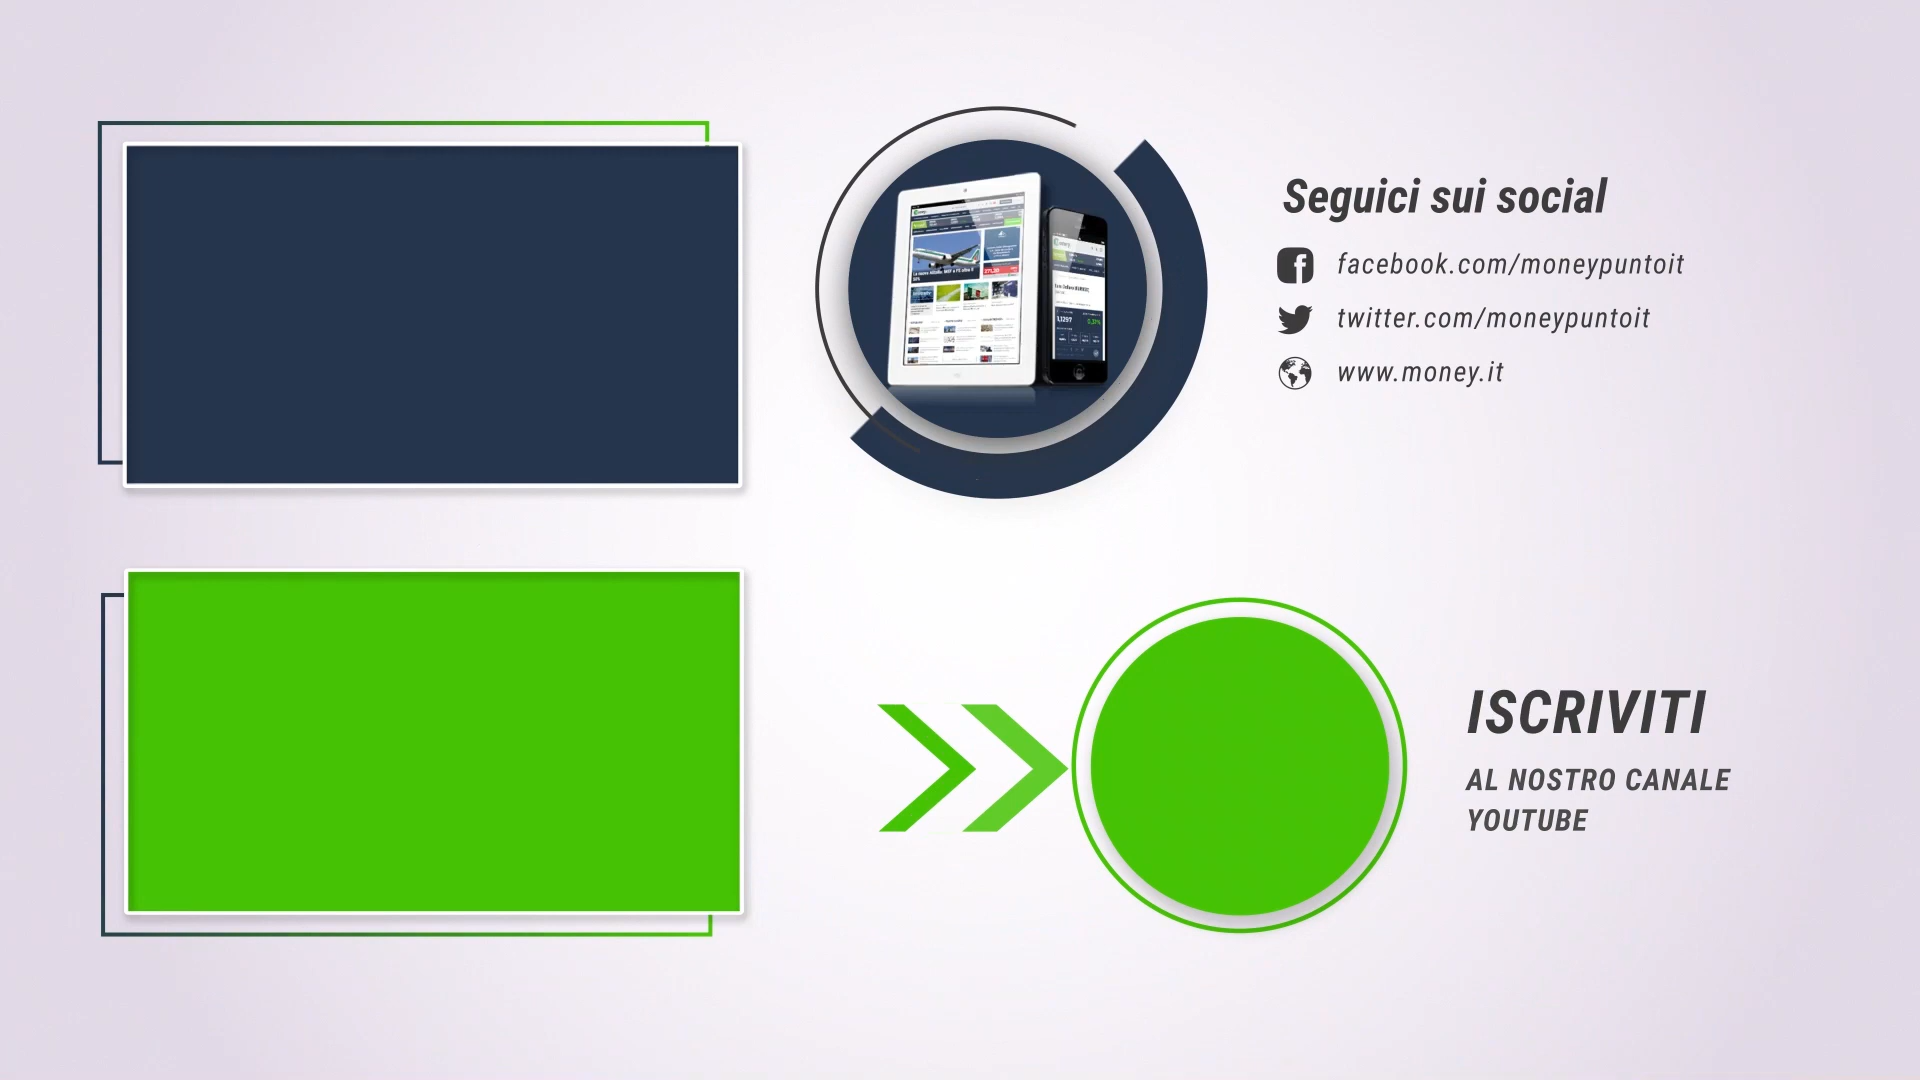 Seguici sui social
facebook.com/moneypuntoit
twitter.com/moneypuntoit
www.money.it
ISCRIVITI
AL NOSTRO CANALE
YOUTUBE